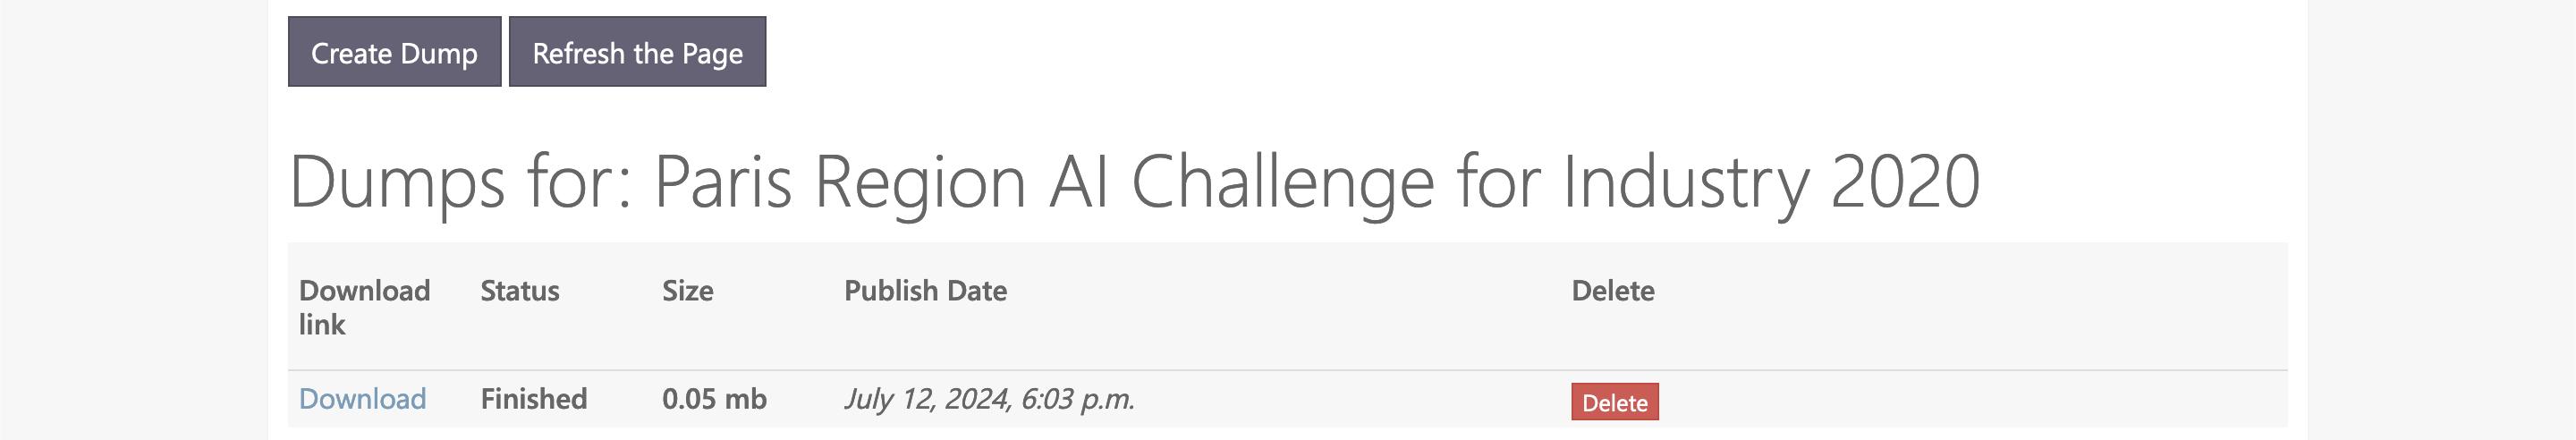 Create Dump Refresh the Page
Dumps for: Paris Region AI Challenge for Industry 2020
Download link Status Size Publish Date Delete
Download Finished 0.05 mb July 12, 2024, 6:03 p.m. Delete